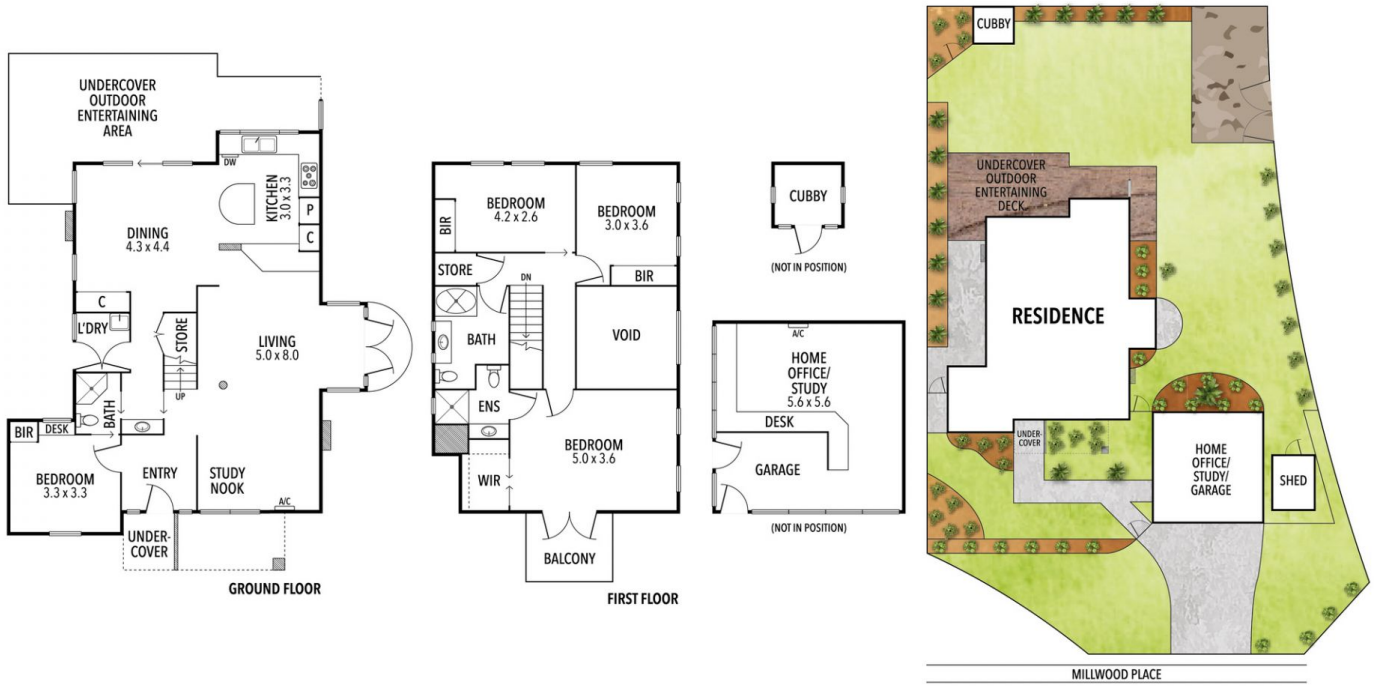 UNDERCOVER
OUTDOOR
ENTERTAINING
AREA
DW
KITCHEN
3.0 x 3.3
P
C
DINING
4.3 x 4.4
C
L'DRY
STORE
UP
LIVING
5.0 x 8.0
BATH
BIR
DESK
BEDROOM
3.3 x 3.3
ENTRY
STUDY
NOOK
A/C
UNDER-
COVER
GROUND FLOOR
BEDROOM
4.2 x 2.6
BIR
BEDROOM
3.0 x 3.6
BIR
STORE
DN
BATH
VOID
ENS
BEDROOM
5.0 x 3.6
WIR
BALCONY
FIRST FLOOR
CUBBY
(NOT IN POSITION)
A/C
HOME
OFFICE/
STUDY
5.6 x 5.6
DESK
GARAGE
(NOT IN POSITION)
CUBBY
UNDERCOVER
OUTDOOR
ENTERTAINING
DECK
RESIDENCE
UNDER-
COVER
HOME
OFFICE/
STUDY/
GARAGE
SHED
MILLWOOD PLACE